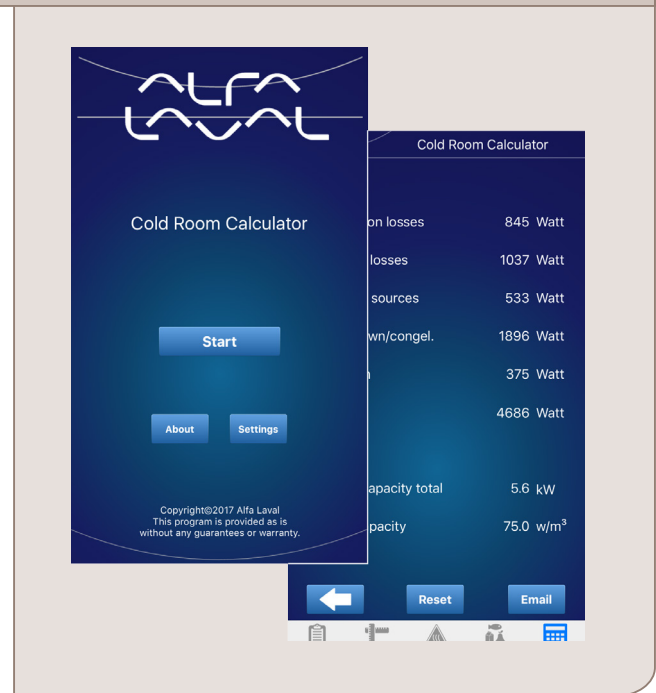 ALFA
LAVAL
Cold Room Calculator
Start
About
Settings
Copyright©2017 Alfa Laval
This program is provided as is
without any guarantees or warranty.
Cold Room Calculator
on losses 845 Watt
losses 1037 Watt
sources 533 Watt
wn/congel. 1896 Watt
375 Watt
4686 Watt
apacity total 5.6 kW
pacity 75.0 w/m³
Reset
Email